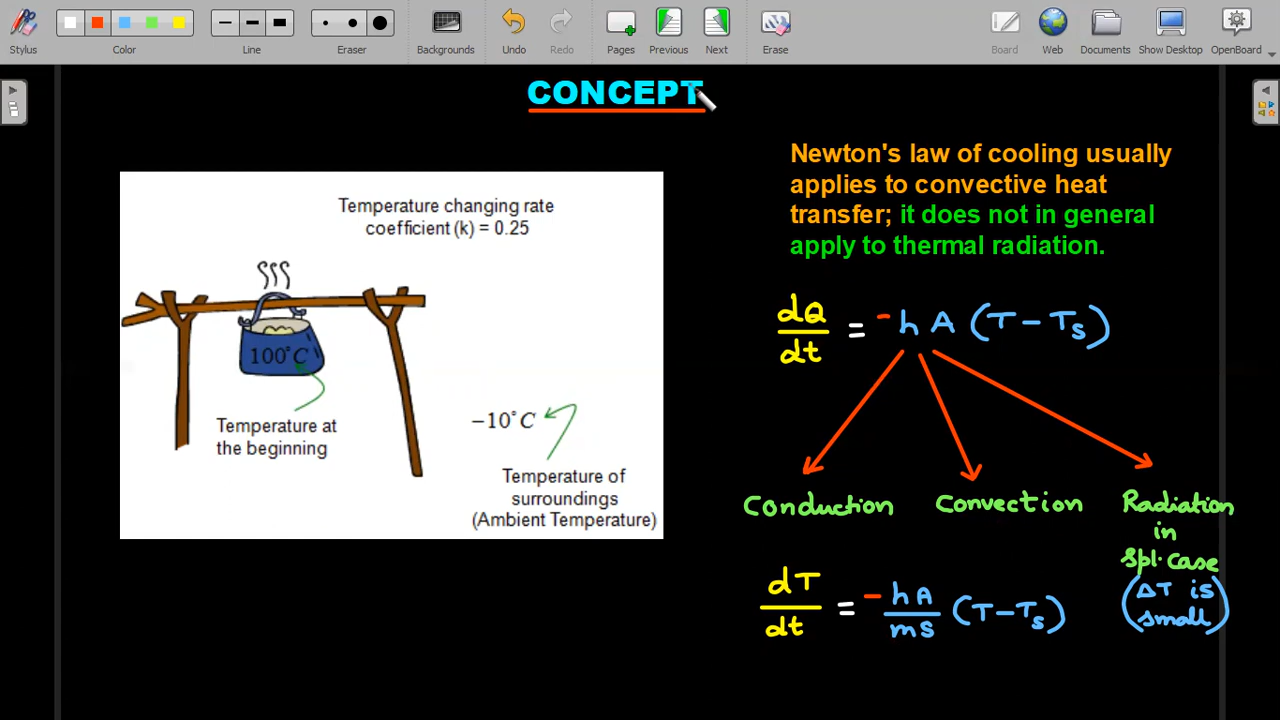 Stylus
Color
Line
Eraser
Backgrounds
Undo
Redo
Pages
Previous
Next
Erase
Board
Web
Documents
Show Desktop
OpenBoard
CONCEPT
Temperature changing rate
coefficient (k) = 0.25
100°C
Temperature at
the beginning
−10°C
Temperature of
surroundings
(Ambient Temperature)
Newton's law of cooling usually
applies to convective heat
transfer; it does not in general
apply to thermal radiation.
dQ/dt = -hA(T-Ts)
Conduction
Convection
Radiation
in
Spl. case
(ΔT is
small)
dT/dt = -hA/ms (T-Ts)